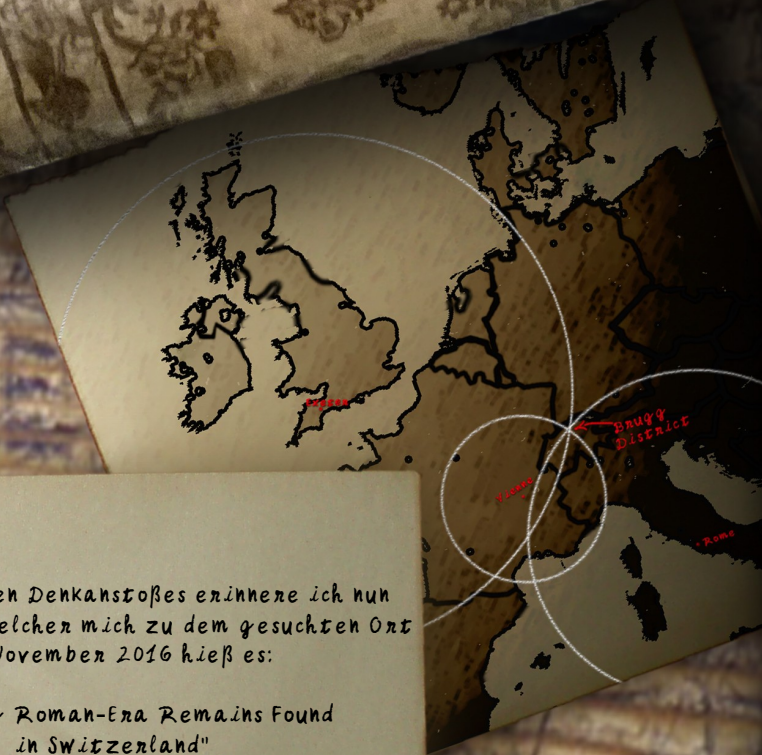 Brugg
District
Rome
en Denkanstoßes erinnere ich nun
elcher mich zu dem gesuchten Ort
November 2016 hieß es:
Roman-Era Remains Found
in Switzerland"